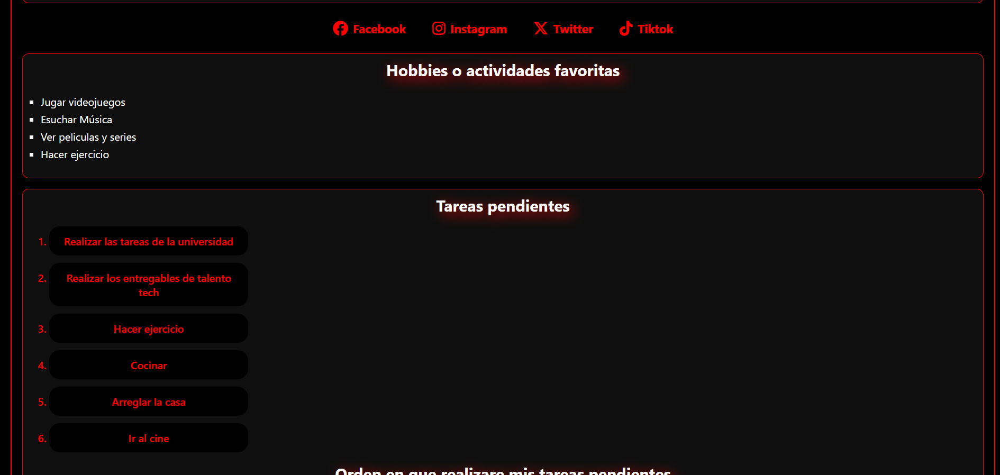 Facebook Instagram Twitter Tiktok
Hobbies o actividades favoritas
Jugar videojuegos
Esuchar Música
Ver peliculas y series
Hacer ejercicio
Tareas pendientes
1. Realizar las tareas de la universidad
2. Realizar los entregables de talento
tech
3. Hacer ejercicio
4. Cocinar
5. Arreglar la casa
6. Ir al cine
Orden en que realizare mis tareas pendientes